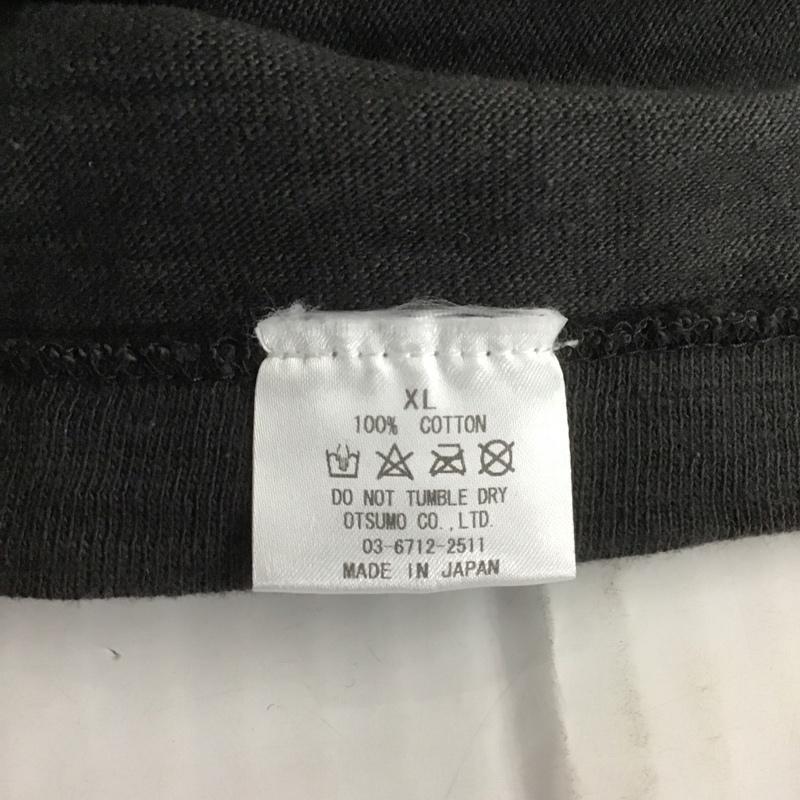 XL
100% COTTON
DO NOT TUMBLE DRY
OTSUMO CO.,LTD.
03-6712-2511
MADE IN JAPAN